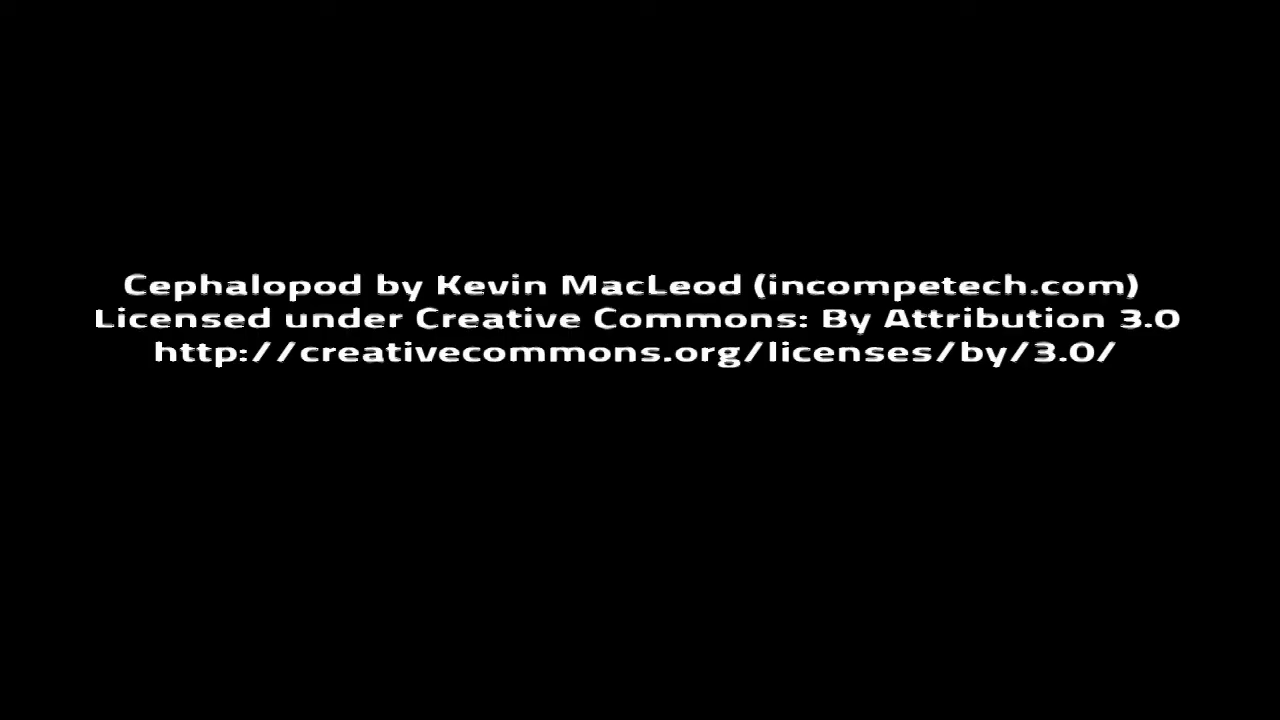 Cephalopod by Kevin MacLeod (incompetech.com)
Licensed under Creative Commons: By Attribution 3.0
http://creativecommons.org/licenses/by/3.0/